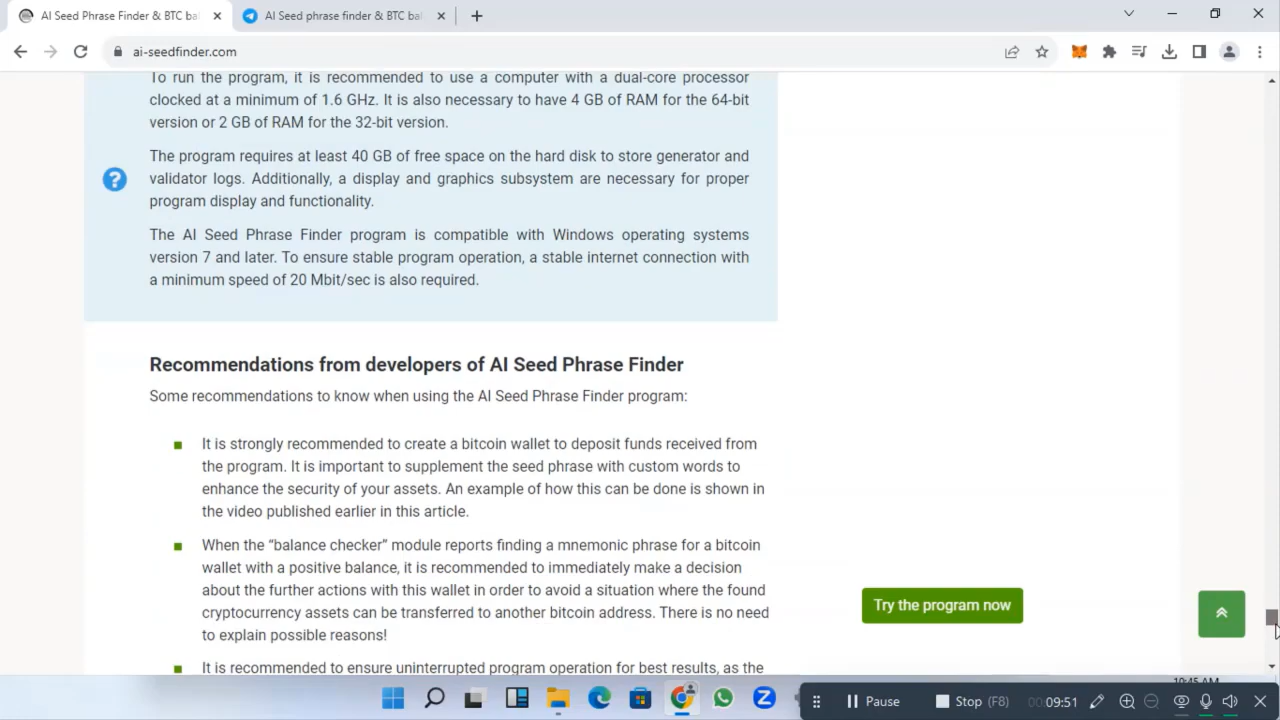 AI Seed Phrase Finder & BTC ba
AI Seed phrase finder & BTC bal
ai-seedfinder.com
To run the program, it is recommended to use a computer with a dual-core processor
clocked at a minimum of 1.6 GHz. It is also necessary to have 4 GB of RAM for the 64-bit
version or 2 GB of RAM for the 32-bit version.
The program requires at least 40 GB of free space on the hard disk to store generator and
validator logs. Additionally, a display and graphics subsystem are necessary for proper
program display and functionality.
The AI Seed Phrase Finder program is compatible with Windows operating systems
version 7 and later. To ensure stable program operation, a stable internet connection with
a minimum speed of 20 Mbit/sec is also required.
Recommendations from developers of AI Seed Phrase Finder
Some recommendations to know when using the AI Seed Phrase Finder program:
It is strongly recommended to create a bitcoin wallet to deposit funds received from
the program. It is important to supplement the seed phrase with custom words to
enhance the security of your assets. An example of how this can be done is shown in
the video published earlier in this article.
When the “balance checker” module reports finding a mnemonic phrase for a bitcoin
wallet with a positive balance, it is recommended to immediately make a decision
about the further actions with this wallet in order to avoid a situation where the found
cryptocurrency assets can be transferred to another bitcoin address. There is no need
to explain possible reasons!
Try the program now
It is recommended to ensure uninterrupted program operation for best results, as the
10:45 AM
Pause
Stop (F8)
00:09:51